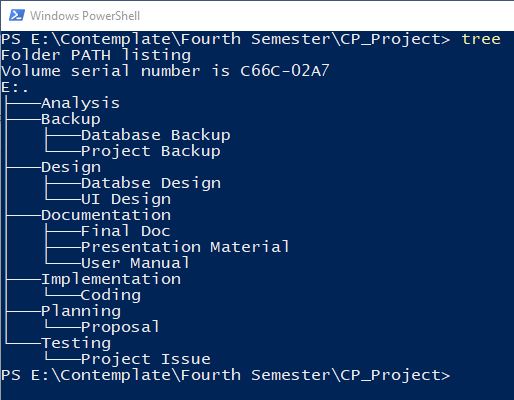 Windows PowerShell
PS E:\Contemplate\Fourth Semester\CP_Project> tree
Folder PATH listing
Volume serial number is C66C-02A7
E:.
├───Analysis
├───Backup
│   ├───Database Backup
│   └───Project Backup
├───Design
│   ├───Databse Design
│   └───UI Design
├───Documentation
│   ├───Final Doc
│   ├───Presentation Material
│   └───User Manual
├───Implementation
│   └───Coding
├───Planning
│   └───Proposal
└───Testing
    └───Project Issue
PS E:\Contemplate\Fourth Semester\CP_Project>